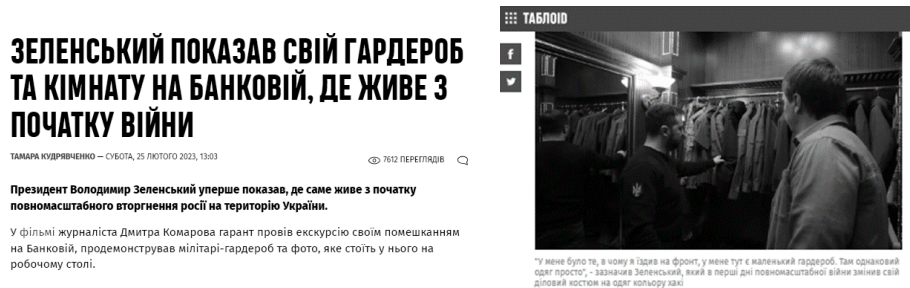 ЗЕЛЕНСЬКИЙ ПОКАЗАВ СВІЙ ГАРДЕРОБ
ТА КІМНАТУ НА БАНКОВІЙ, ДЕ ЖИВЕ З
ПОЧАТКУ ВІЙНИ
ТАМАРА КУДРЯВЧЕНКО — СУБОТА, 25 ЛЮТОГО 2023, 13:03
7612 ПЕРЕГЛЯДІВ
Президент Володимир Зеленський уперше показав, де саме живе з початку
повномасштабного вторгнення росії на територію України.
У фільмі журналіста Дмитра Комарова гарант провів екскурсію своїм помешканням
на Банковій, продемонстрував мілітарі-гардероб та фото, яке стоїть у нього на
робочому столі.
ТАБЛОID
"У мене було те, в чому я їздив на фронт, у мене тут є маленький гардероб. Там однаковий
одяг просто", - зазначив Зеленський, який в перші дні повномасштабної війни змінив свій
діловий костюм на одяг кольору хакі